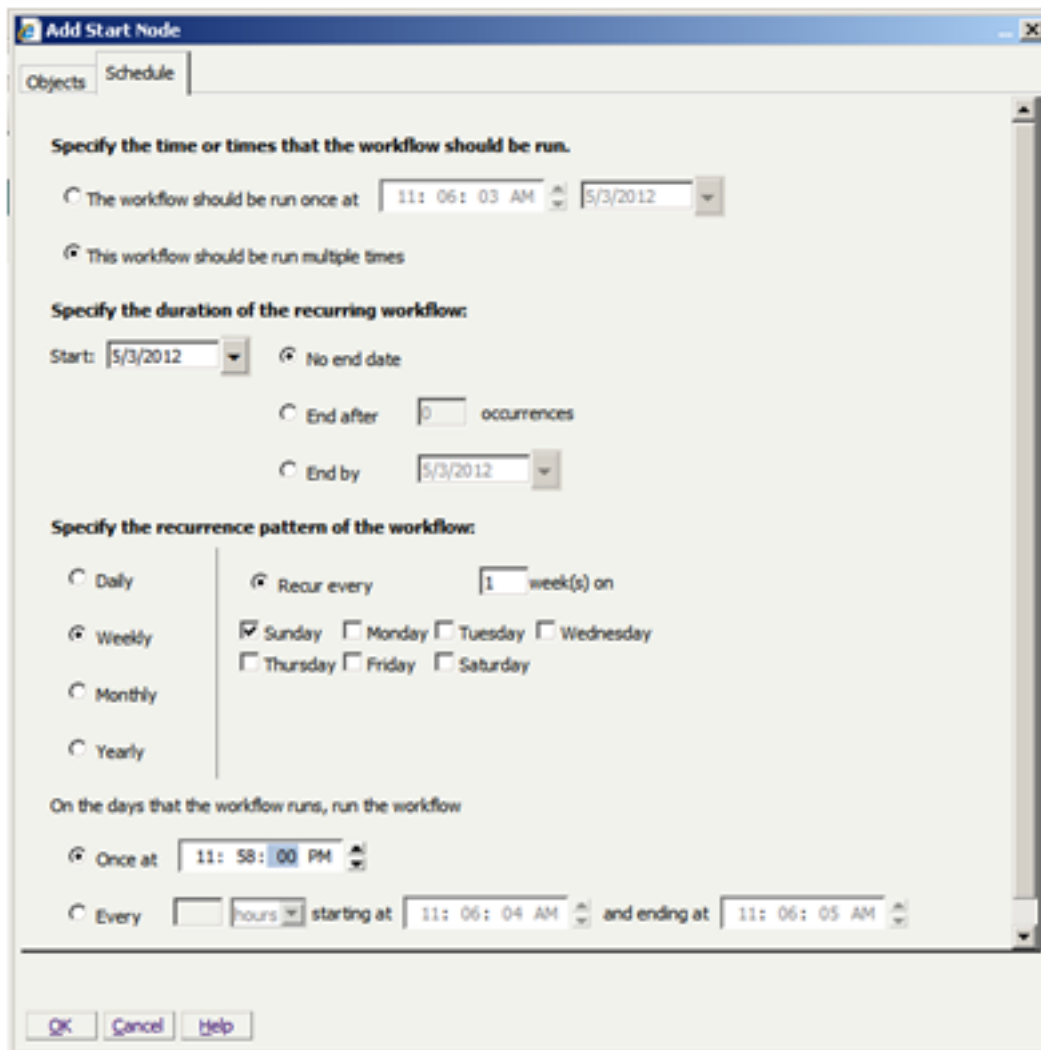 Add Start Node
Objects Schedule
Specify the time or times that the workflow should be run.
The workflow should be run once at 11: 06: 03 AM 5/3/2012
This workflow should be run multiple times
Specify the duration of the recurring workflow:
Start: 5/3/2012 No end date
End after 0 occurrences
End by 5/3/2012
Specify the recurrence pattern of the workflow:
Daily Recur every 1 week(s) on
Weekly Sunday Monday Tuesday Wednesday
Thursday Friday Saturday
Monthly
Yearly
On the days that the workflow runs, run the workflow
Once at 11: 58: 00 PM
Every hours starting at 11: 06: 04 AM and ending at 11: 06: 05 AM
OK Cancel Help